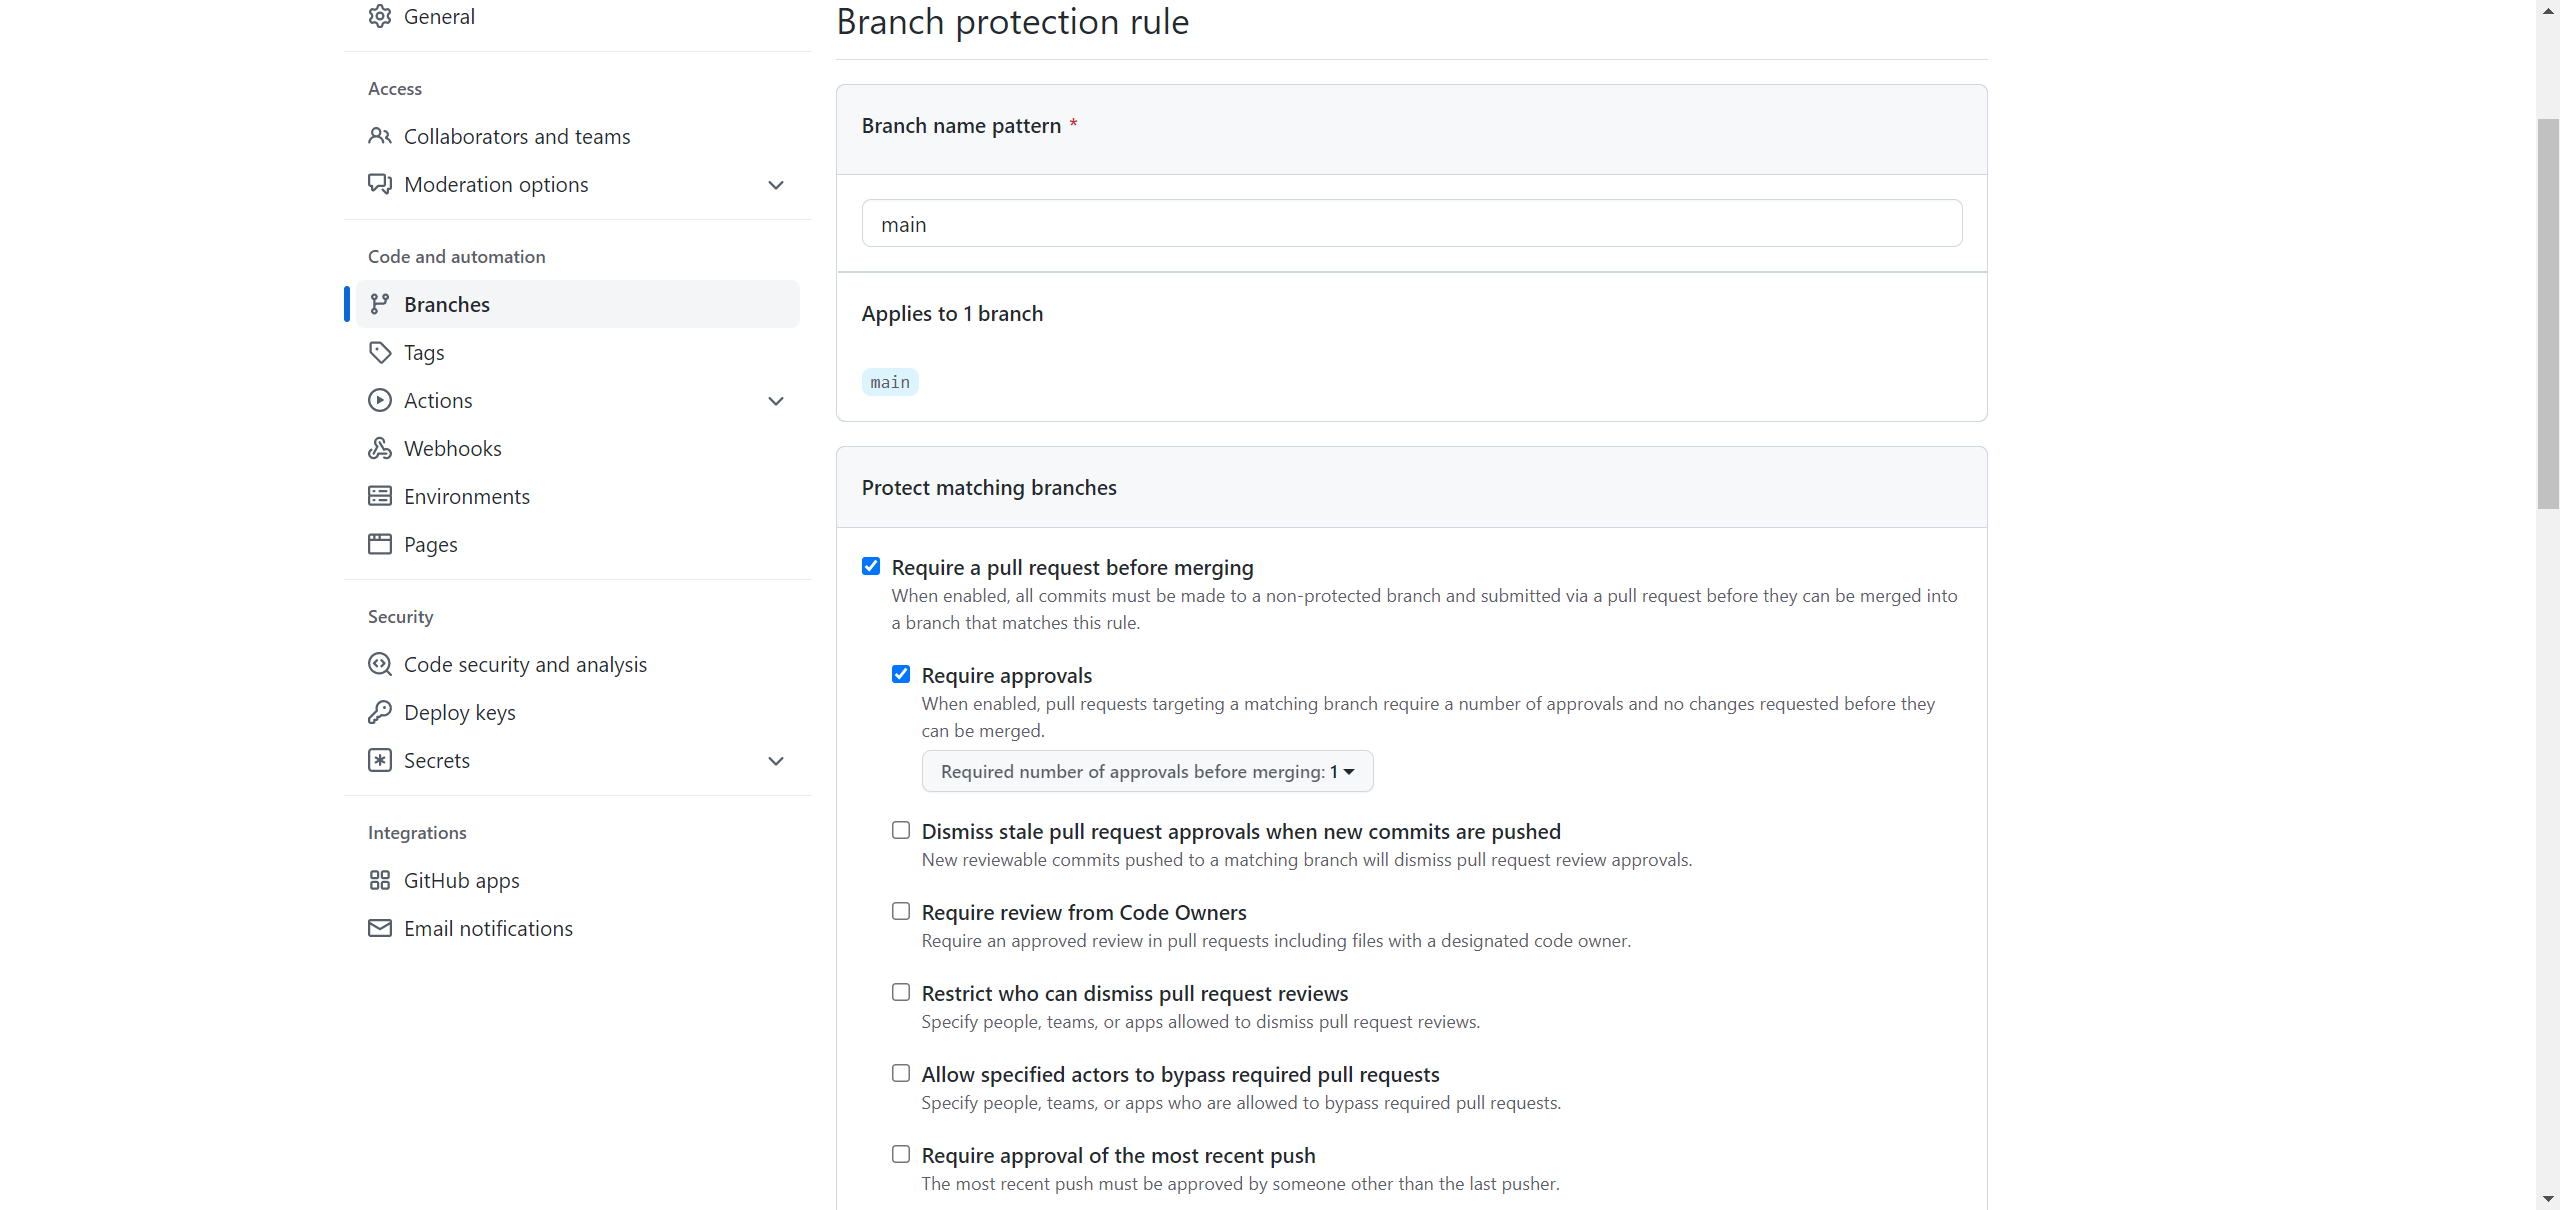 General
Access
Collaborators and teams
Moderation options
Code and automation
Branches
Tags
Actions
Webhooks
Environments
Pages
Security
Code security and analysis
Deploy keys
Secrets
Integrations
GitHub apps
Email notifications
Branch protection rule
Branch name pattern *
main
Applies to 1 branch
main
Protect matching branches
Require a pull request before merging
When enabled, all commits must be made to a non-protected branch and submitted via a pull request before they can be merged into
a branch that matches this rule.
Require approvals
When enabled, pull requests targeting a matching branch require a number of approvals and no changes requested before they
can be merged.
Required number of approvals before merging: 1
Dismiss stale pull request approvals when new commits are pushed
New reviewable commits pushed to a matching branch will dismiss pull request review approvals.
Require review from Code Owners
Require an approved review in pull requests including files with a designated code owner.
Restrict who can dismiss pull request reviews
Specify people, teams, or apps allowed to dismiss pull request reviews.
Allow specified actors to bypass required pull requests
Specify people, teams, or apps who are allowed to bypass required pull requests.
Require approval of the most recent push
The most recent push must be approved by someone other than the last pusher.